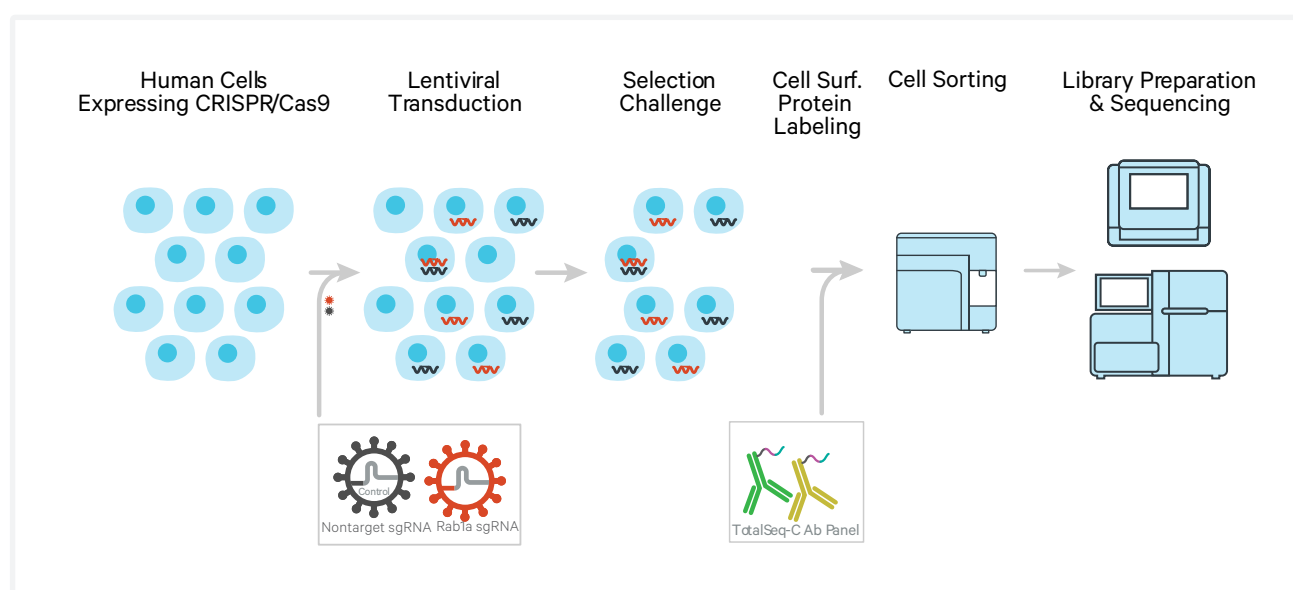 Human Cells
Expressing CRISPR/Cas9
Lentiviral
Transduction
Selection
Challenge
Cell Surf.
Protein
Labeling
Cell Sorting
Library Preparation
& Sequencing
Control
Nontarget sgRNA
Rab1a sgRNA
TotalSeq-C Ab Panel